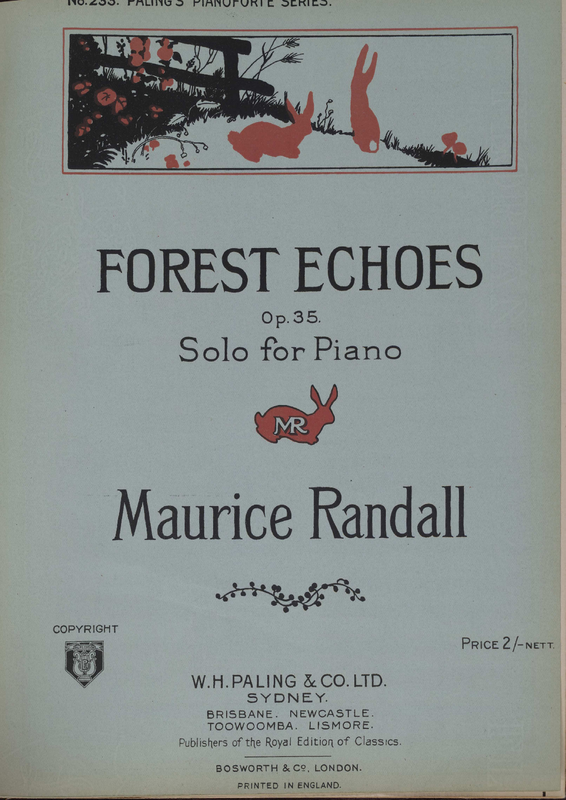 No. 233. PALING'S PIANOFORTE SERIES.
FOREST ECHOES
Op. 35.
Solo for Piano
MR
Maurice Randall
COPYRIGHT
PRICE 2/- NETT.
W. H. PALING & CO. LTD.
SYDNEY.
BRISBANE. NEWCASTLE.
TOOWOOMBA. LISMORE.
Publishers of the Royal Edition of Classics.
BOSWORTH & Cº, LONDON.
PRINTED IN ENGLAND.